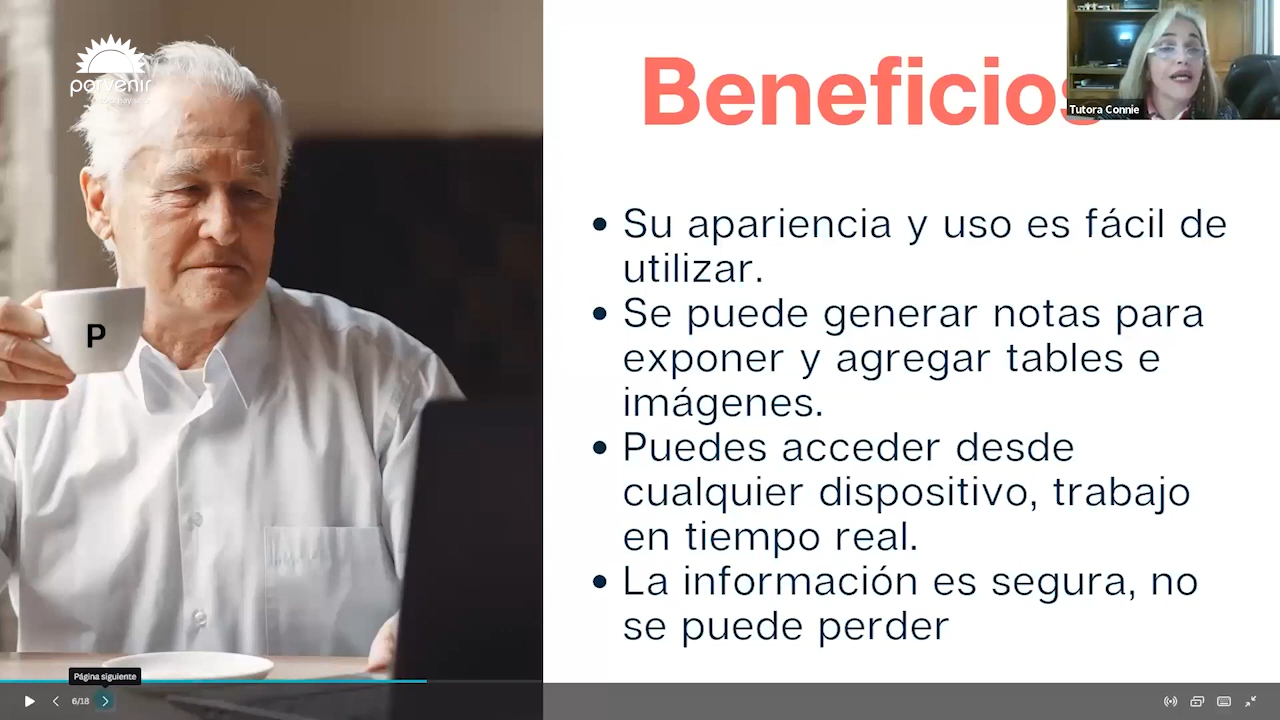 porvenir
Beneficios
Tutora Connie
• Su apariencia y uso es fácil de
utilizar.
• Se puede generar notas para
exponer y agregar tables e
imágenes.
• Puedes acceder desde
cualquier dispositivo, trabajo
en tiempo real.
• La información es segura, no
se puede perder
P
Página siguiente
6/18